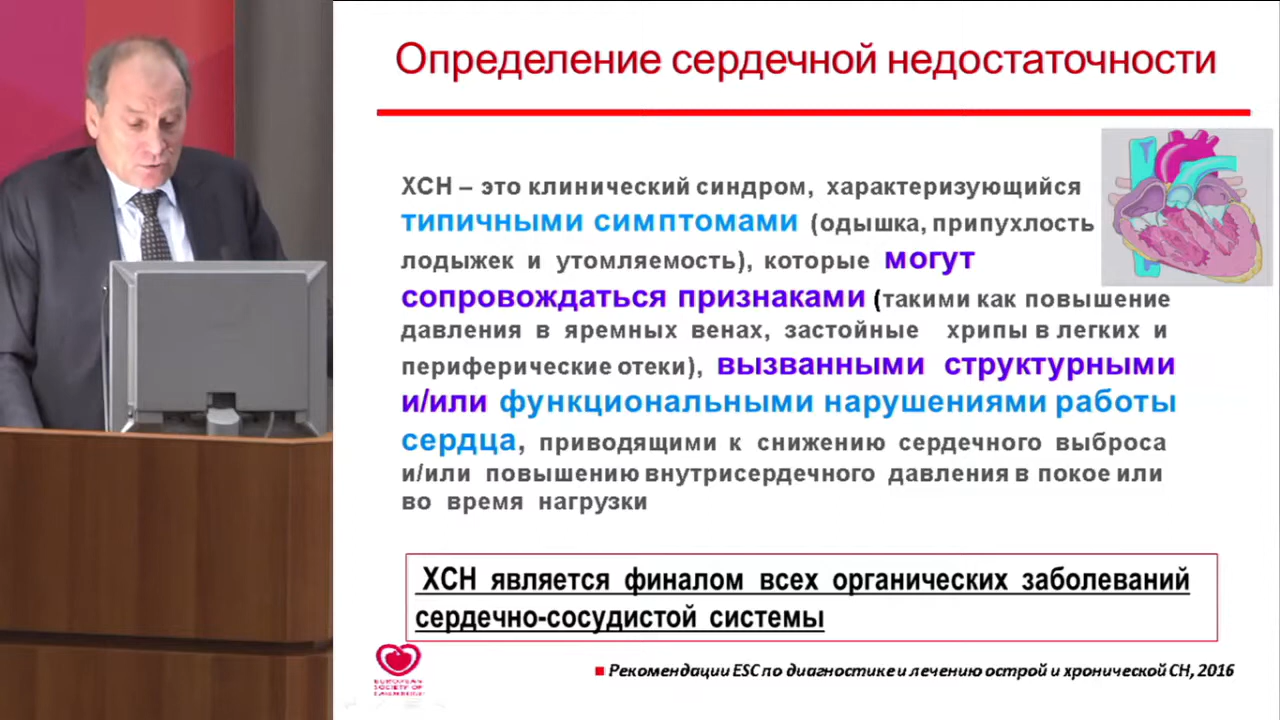 Определение сердечной недостаточности
ХСН – это клинический синдром, характеризующийся
типичными симптомами (одышка, припухлость
лодыжек и утомляемость), которые могут
сопровождаться признаками (такими как повышение
давления в яремных венах, застойные хрипы в легких и
периферические отеки), вызванными структурными
и/или функциональными нарушениями работы
сердца, приводящими к снижению сердечного выброса
и/или повышению внутрисердечного давления в покое или
во время нагрузки
ХСН является финалом всех органических заболеваний
сердечно-сосудистой системы
EUROPEAN
SOCIETY OF
Рекомендации ESC по диагностике и лечению острой и хронической СН, 2016